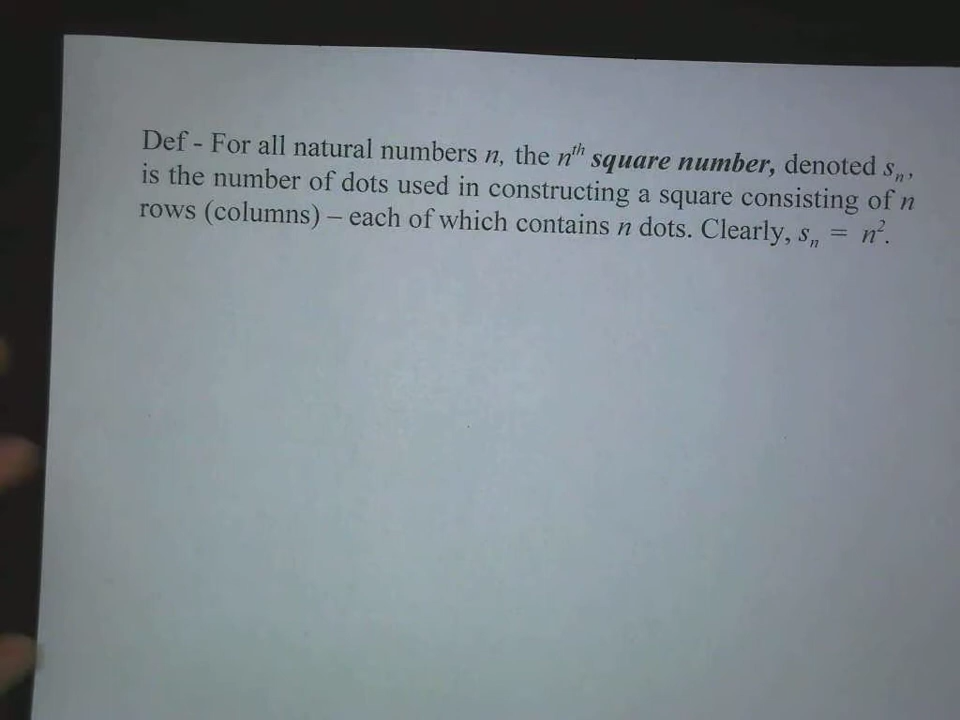 Def - For all natural numbers n, the nᵗʰ square number, denoted sₙ,
is the number of dots used in constructing a square consisting of n
rows (columns) – each of which contains n dots. Clearly, sₙ = n².